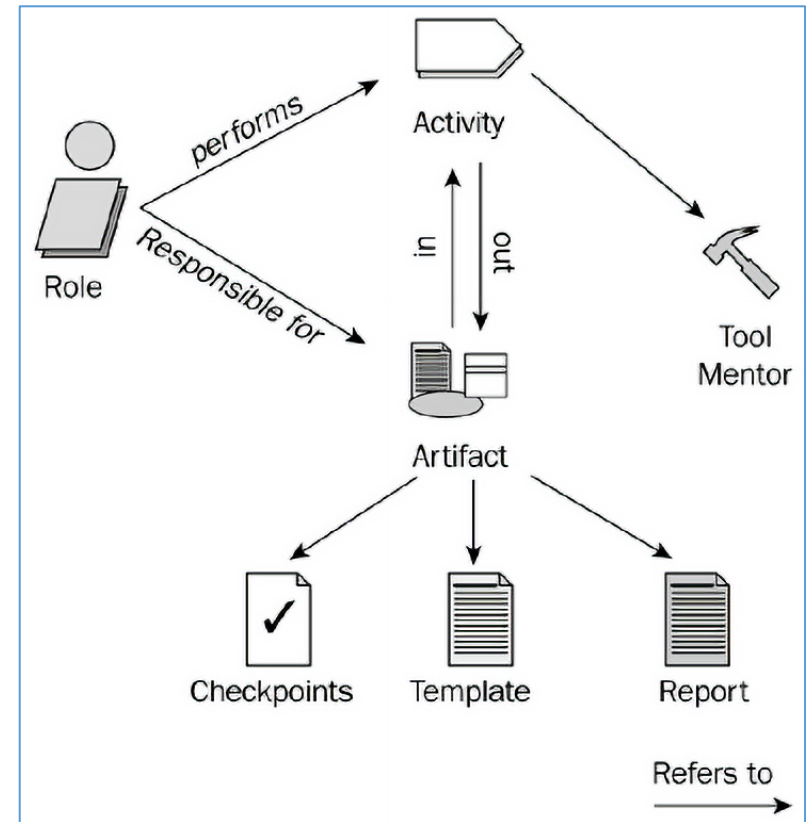 performs
Activity
Responsible for
Role
in
out
Tool
Mentor
Artifact
Checkpoints
Template
Report
Refers to